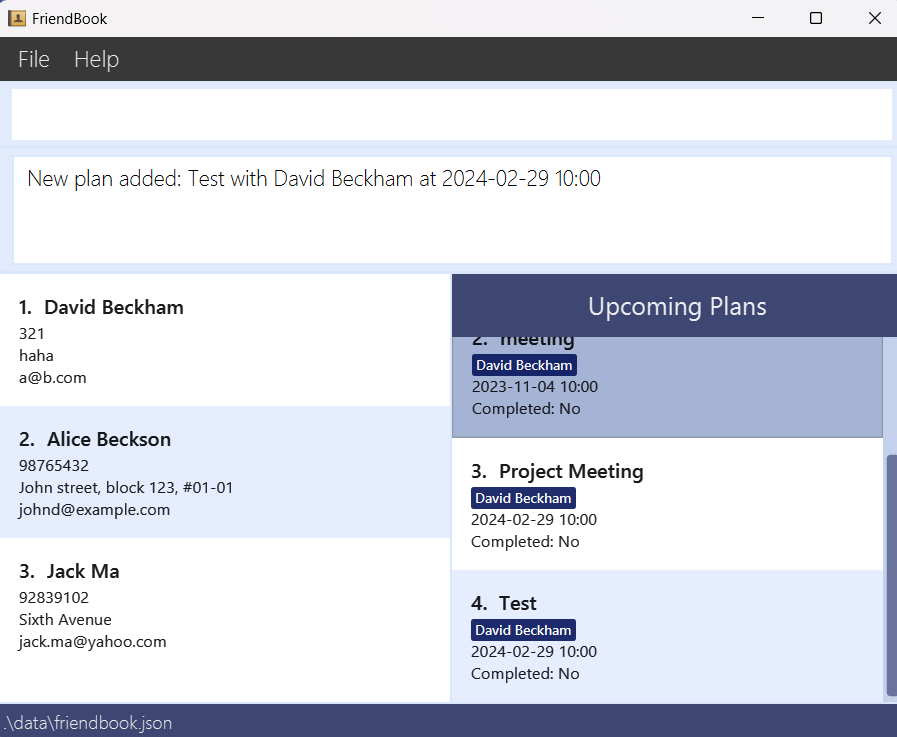 FriendBook
File Help
New plan added: Test with David Beckham at 2024-02-29 10:00
1. David Beckham
321
haha
a@b.com
2. Alice Beckson
98765432
John street, block 123, #01-01
johnd@example.com
3. Jack Ma
92839102
Sixth Avenue
jack.ma@yahoo.com
Upcoming Plans
2. meeting
David Beckham
2023-11-04 10:00
Completed: No
3. Project Meeting
David Beckham
2024-02-29 10:00
Completed: No
4. Test
David Beckham
2024-02-29 10:00
Completed: No
.\data\friendbook.json